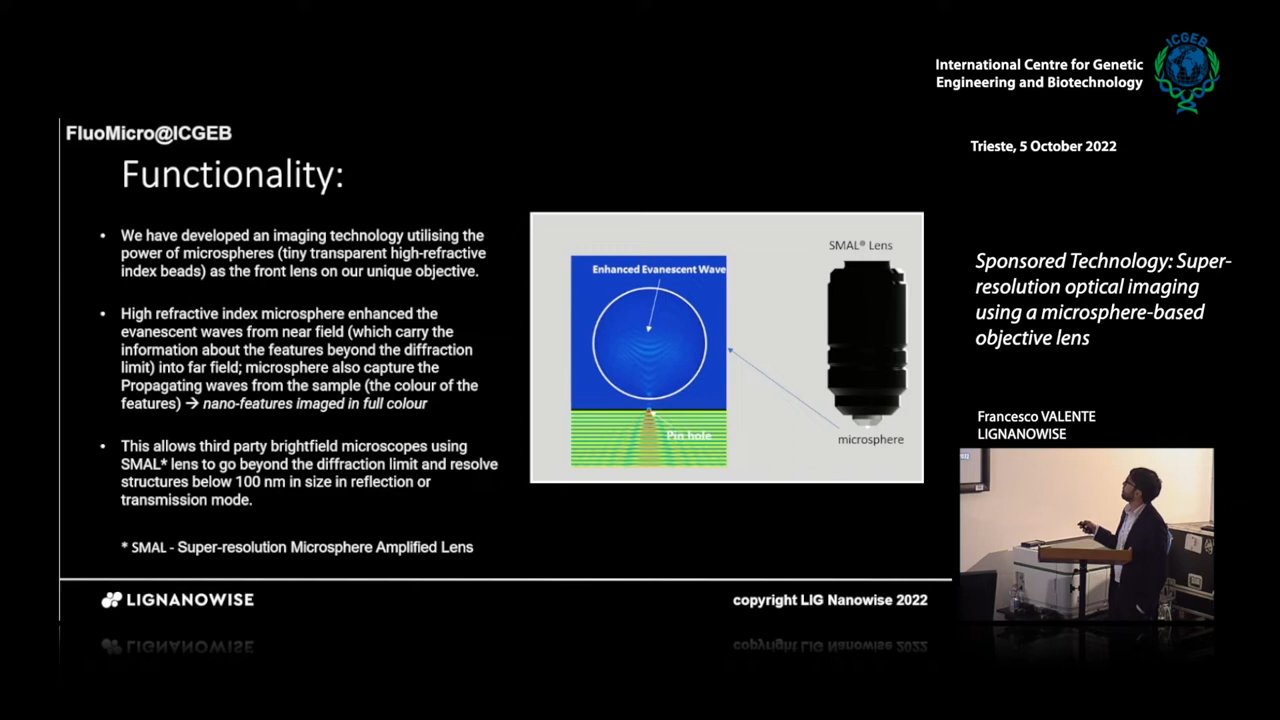 International Centre for Genetic
Engineering and Biotechnology
ICGEB
FluoMicro@ICGEB
Trieste, 5 October 2022
Functionality:
• We have developed an imaging technology utilising the
power of microspheres (tiny transparent high-refractive
index beads) as the front lens on our unique objective.
• High refractive index microsphere enhanced the
evanescent waves from near field (which carry the
information about the features beyond the diffraction
limit) into far field; microsphere also capture the
Propagating waves from the sample (the colour of the
features) → nano-features imaged in full colour
• This allows third party brightfield microscopes using
SMAL* lens to go beyond the diffraction limit and resolve
structures below 100 nm in size in reflection or
transmission mode.
* SMAL - Super-resolution Microsphere Amplified Lens
Enhanced Evanescent Wave
Pin hole
SMAL® Lens
microsphere
Sponsored Technology: Super-
resolution optical imaging
using a microsphere-based
objective lens
Francesco VALENTE
LIGNANOWISE
2022
LIGNANOWISE
copyright LIG Nanowise 2022